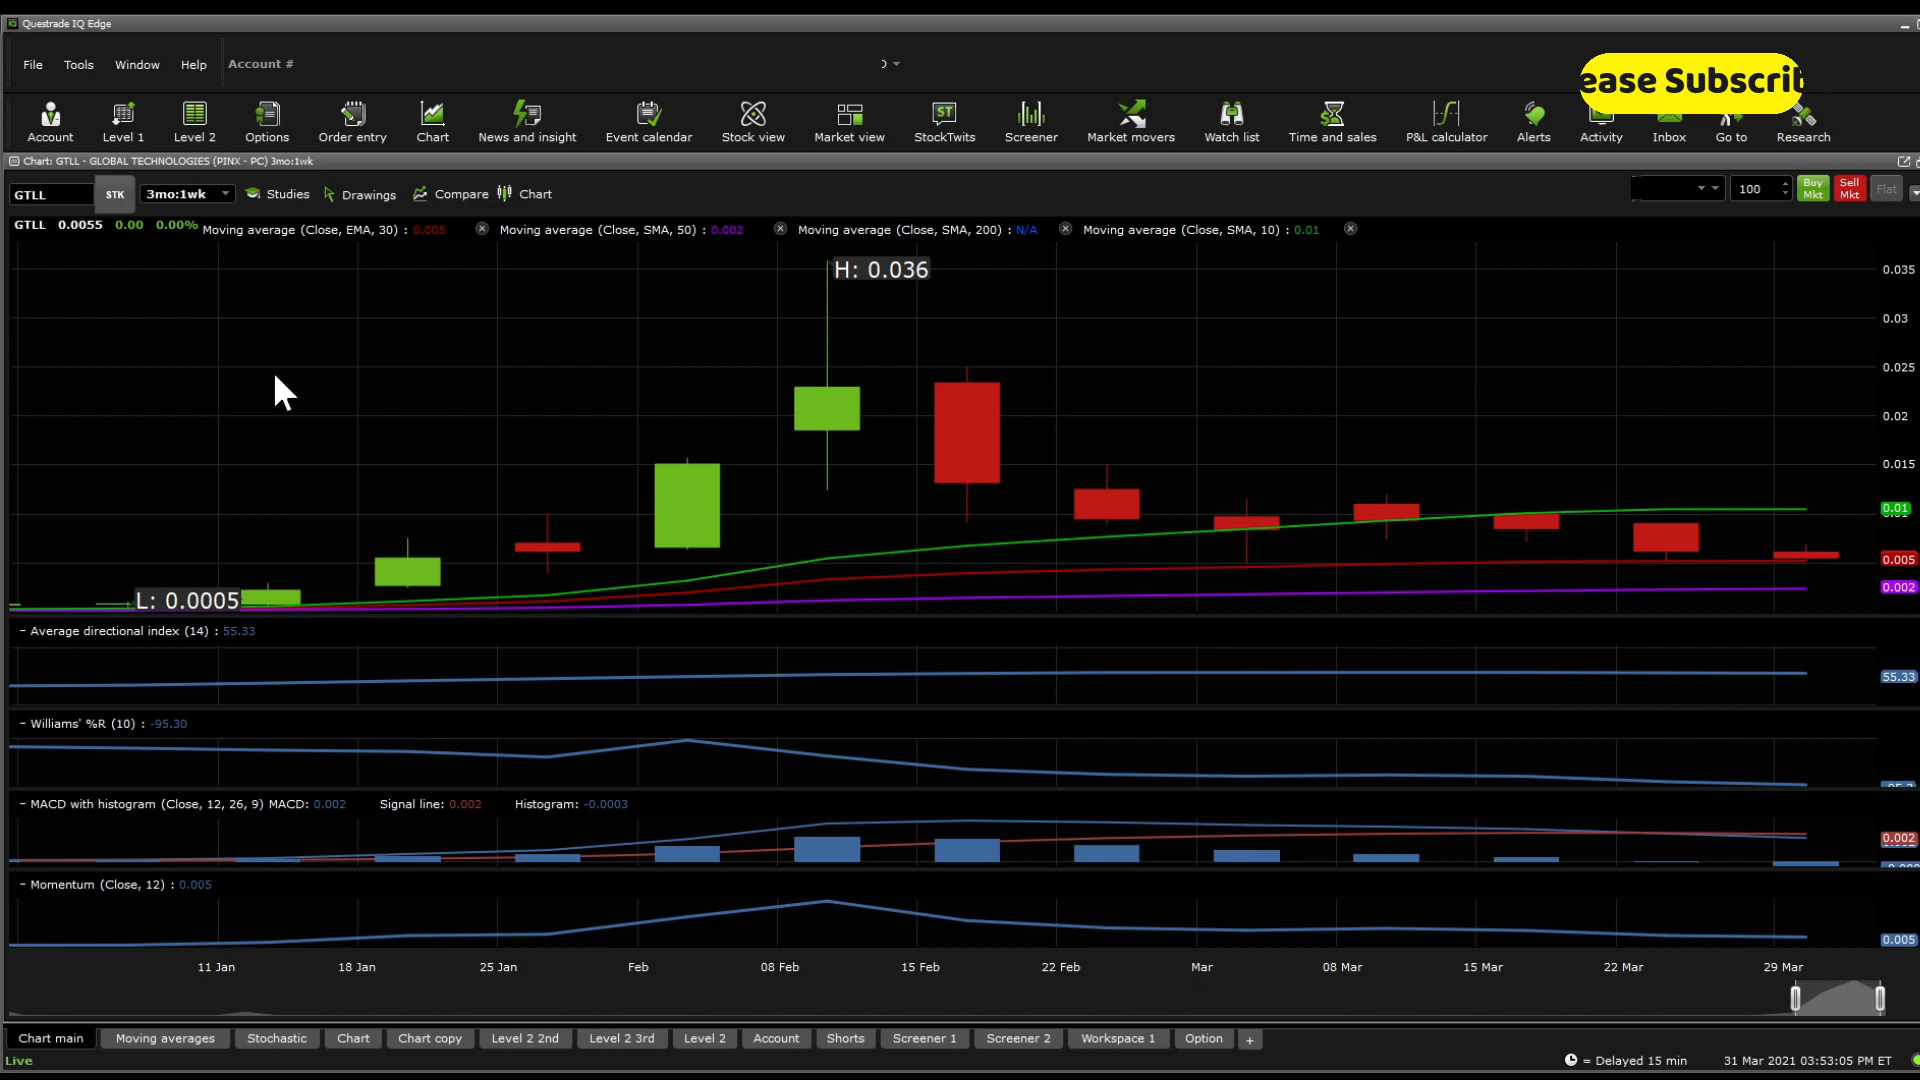 Questrade IQ Edge
File Tools Window Help Account #
ease Subscrib
Account Level 1 Level 2 Options Order entry Chart News and insight Event calendar Stock view Market view StockTwits Screener Market movers Watch list Time and sales P&L calculator Alerts Activity Inbox Go to Research
Chart: GTLL - GLOBAL TECHNOLOGIES (PINX - PC) 3mo:1wk
GTLL STK 3mo:1wk Studies Drawings Compare Chart 100 Buy Mkt Sell Mkt Flat
GTLL 0.0055 0.00 0.00% Moving average (Close, EMA, 30) : 0.005 Moving average (Close, SMA, 50) : 0.002 Moving average (Close, SMA, 200) : N/A Moving average (Close, SMA, 10) : 0.01
H: 0.036
0.035
0.03
0.025
0.02
0.015
0.01
0.005
0.002
L: 0.0005
- Average directional index (14) : 55.33
55.33
- Williams' %R (10) : -95.30
- MACD with histogram (Close, 12, 26, 9) MACD: 0.002 Signal line: 0.002 Histogram: -0.0003
0.002
- Momentum (Close, 12) : 0.005
0.005
11 Jan 18 Jan 25 Jan Feb 08 Feb 15 Feb 22 Feb Mar 08 Mar 15 Mar 22 Mar 29 Mar
Chart main Moving averages Stochastic Chart Chart copy Level 2 2nd Level 2 3rd Level 2 Account Shorts Screener 1 Screener 2 Workspace 1 Option +
Live = Delayed 15 min 31 Mar 2021 03:53:05 PM ET